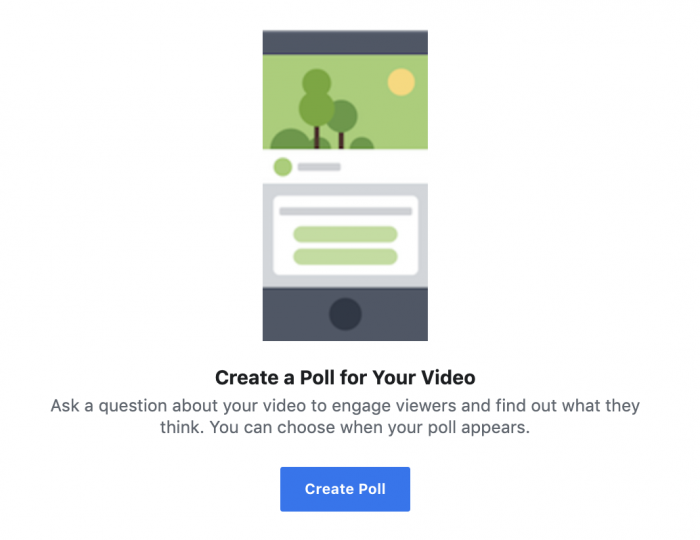 Create a Poll for Your Video
Ask a question about your video to engage viewers and find out what they
think. You can choose when your poll appears.
Create Poll